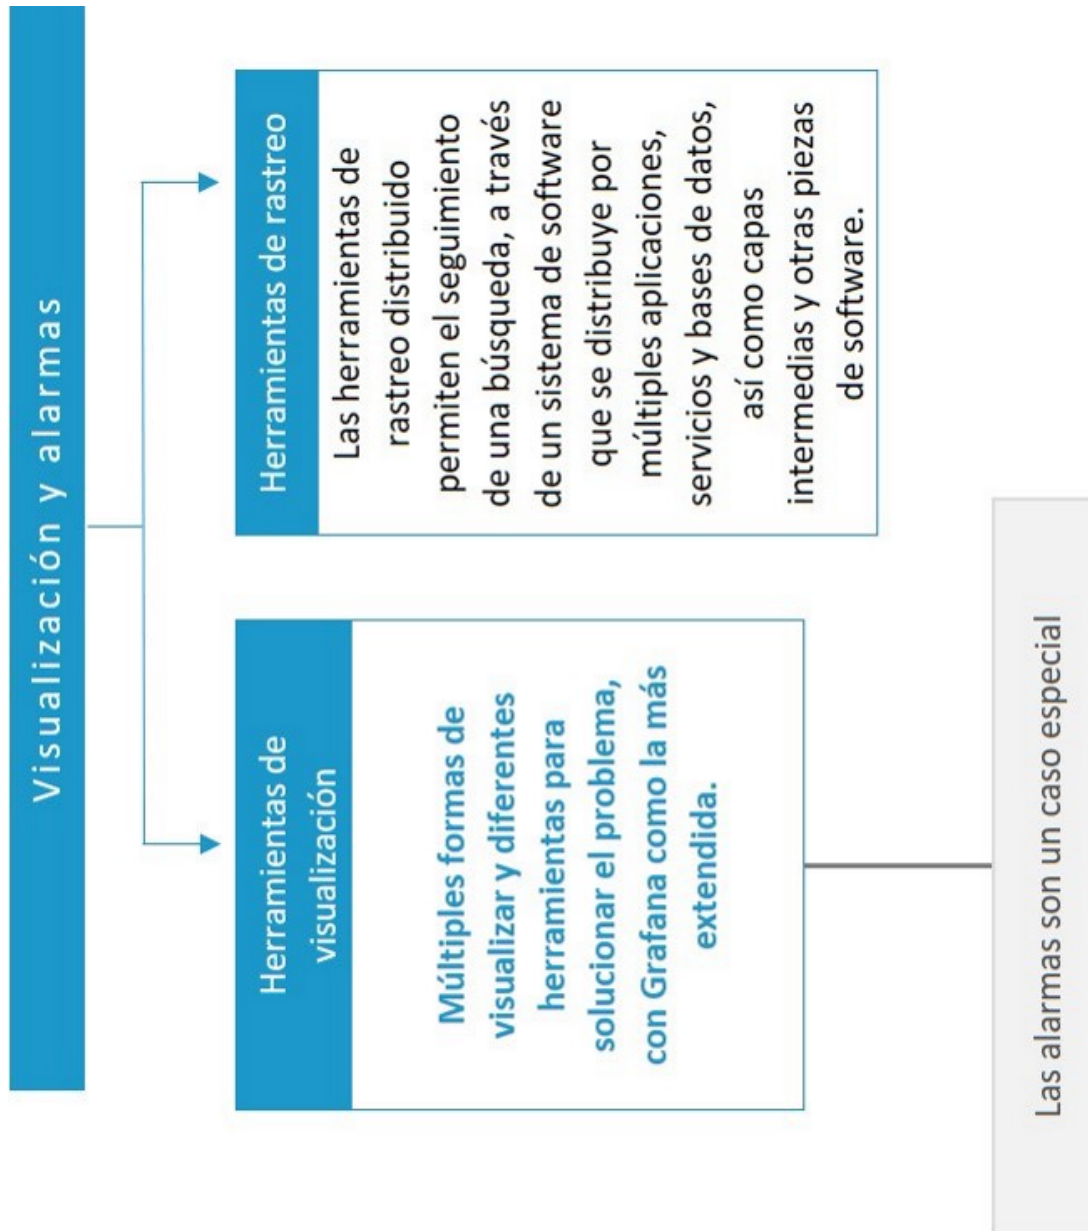 Visualización y alarmas
Herramientas de
visualización
Múltiples formas de
visualizar y diferentes
herramientas para
solucionar el problema,
con Grafana como la más
extendida.
Herramientas de rastreo
Las herramientas de
rastreo distribuido
permiten el seguimiento
de una búsqueda, a través
de un sistema de software
que se distribuye por
múltiples aplicaciones,
servicios y bases de datos,
así como capas
intermedias y otras piezas
de software.
Las alarmas son un caso especial